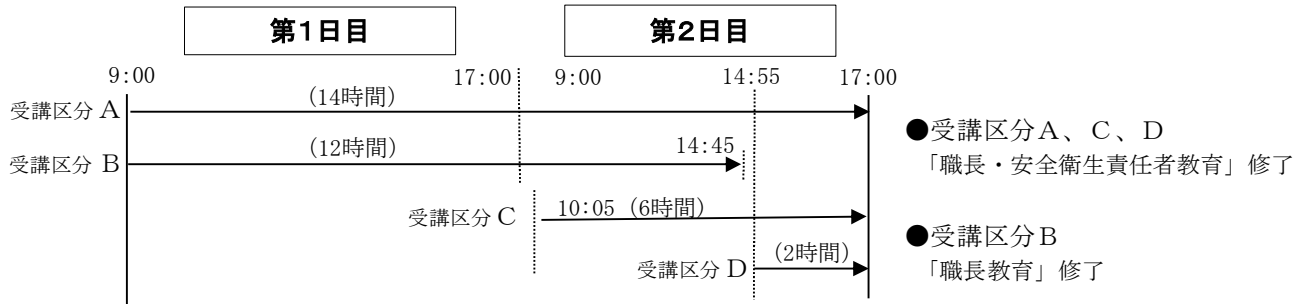 第1日目 第2日目
9:00 17:00 9:00 14:55 17:00
受講区分 A (14時間)
受講区分 B (12時間) 14:45
受講区分 C 10:05 (6時間)
受講区分 D (2時間)
●受講区分A、C、D
「職長・安全衛生責任者教育」修了
●受講区分B
「職長教育」修了